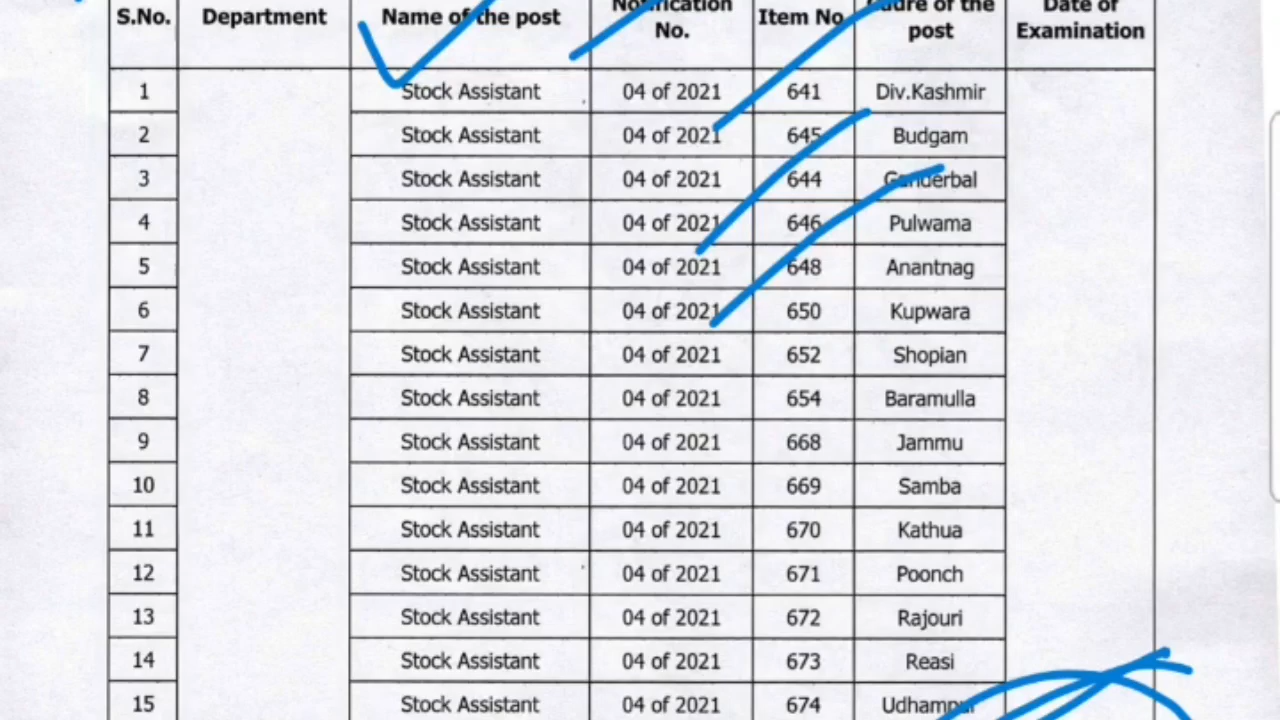 S.No. Department Name of the post Notification No. Item No. Cadre of the post Date of Examination
1 Stock Assistant 04 of 2021 641 Div.Kashmir
2 Stock Assistant 04 of 2021 645 Budgam
3 Stock Assistant 04 of 2021 644 Ganderbal
4 Stock Assistant 04 of 2021 646 Pulwama
5 Stock Assistant 04 of 2021 648 Anantnag
6 Stock Assistant 04 of 2021 650 Kupwara
7 Stock Assistant 04 of 2021 652 Shopian
8 Stock Assistant 04 of 2021 654 Baramulla
9 Stock Assistant 04 of 2021 668 Jammu
10 Stock Assistant 04 of 2021 669 Samba
11 Stock Assistant 04 of 2021 670 Kathua
12 Stock Assistant 04 of 2021 671 Poonch
13 Stock Assistant 04 of 2021 672 Rajouri
14 Stock Assistant 04 of 2021 673 Reasi
15 Stock Assistant 04 of 2021 674 Udhampur